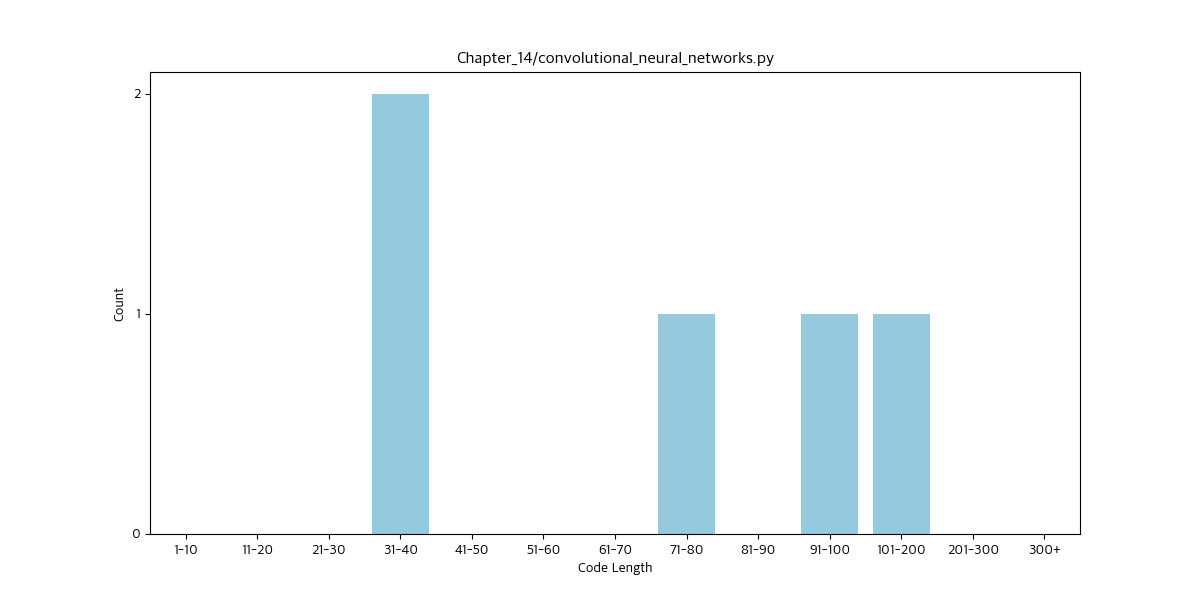 Chapter_14/convolutional_neural_networks.py
Count
2
1
0
1-10 11-20 21-30 31-40 41-50 51-60 61-70 71-80 81-90 91-100 101-200 201-300 300+
Code Length